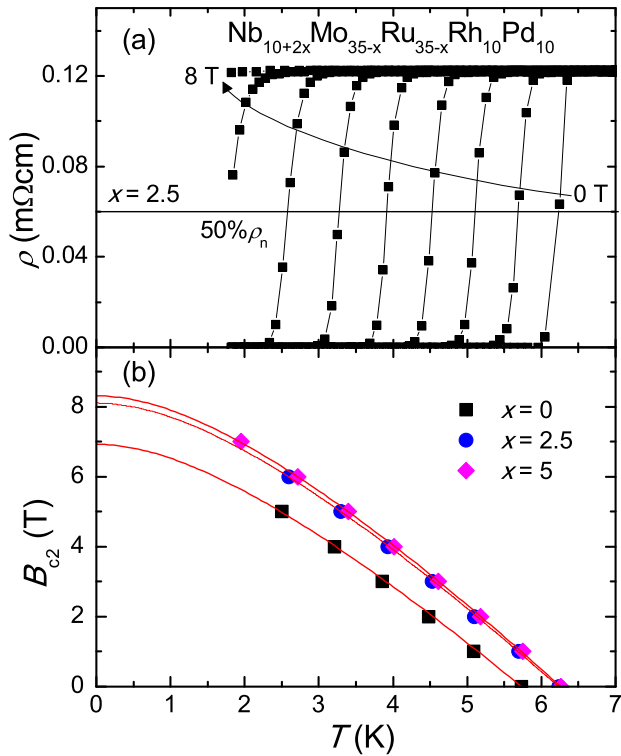 (a) Nb10+2xMo35-xRu35-xRh10Pd10
0.12
8 T
0.08
x = 2.5
0 T
50%ρn
0.04
0.00
ρ (mΩcm)
(b)
8
x = 0
x = 2.5
6
x = 5
4
2
0
Bc2 (T)
0 1 2 3 4 5 6 7
T (K)